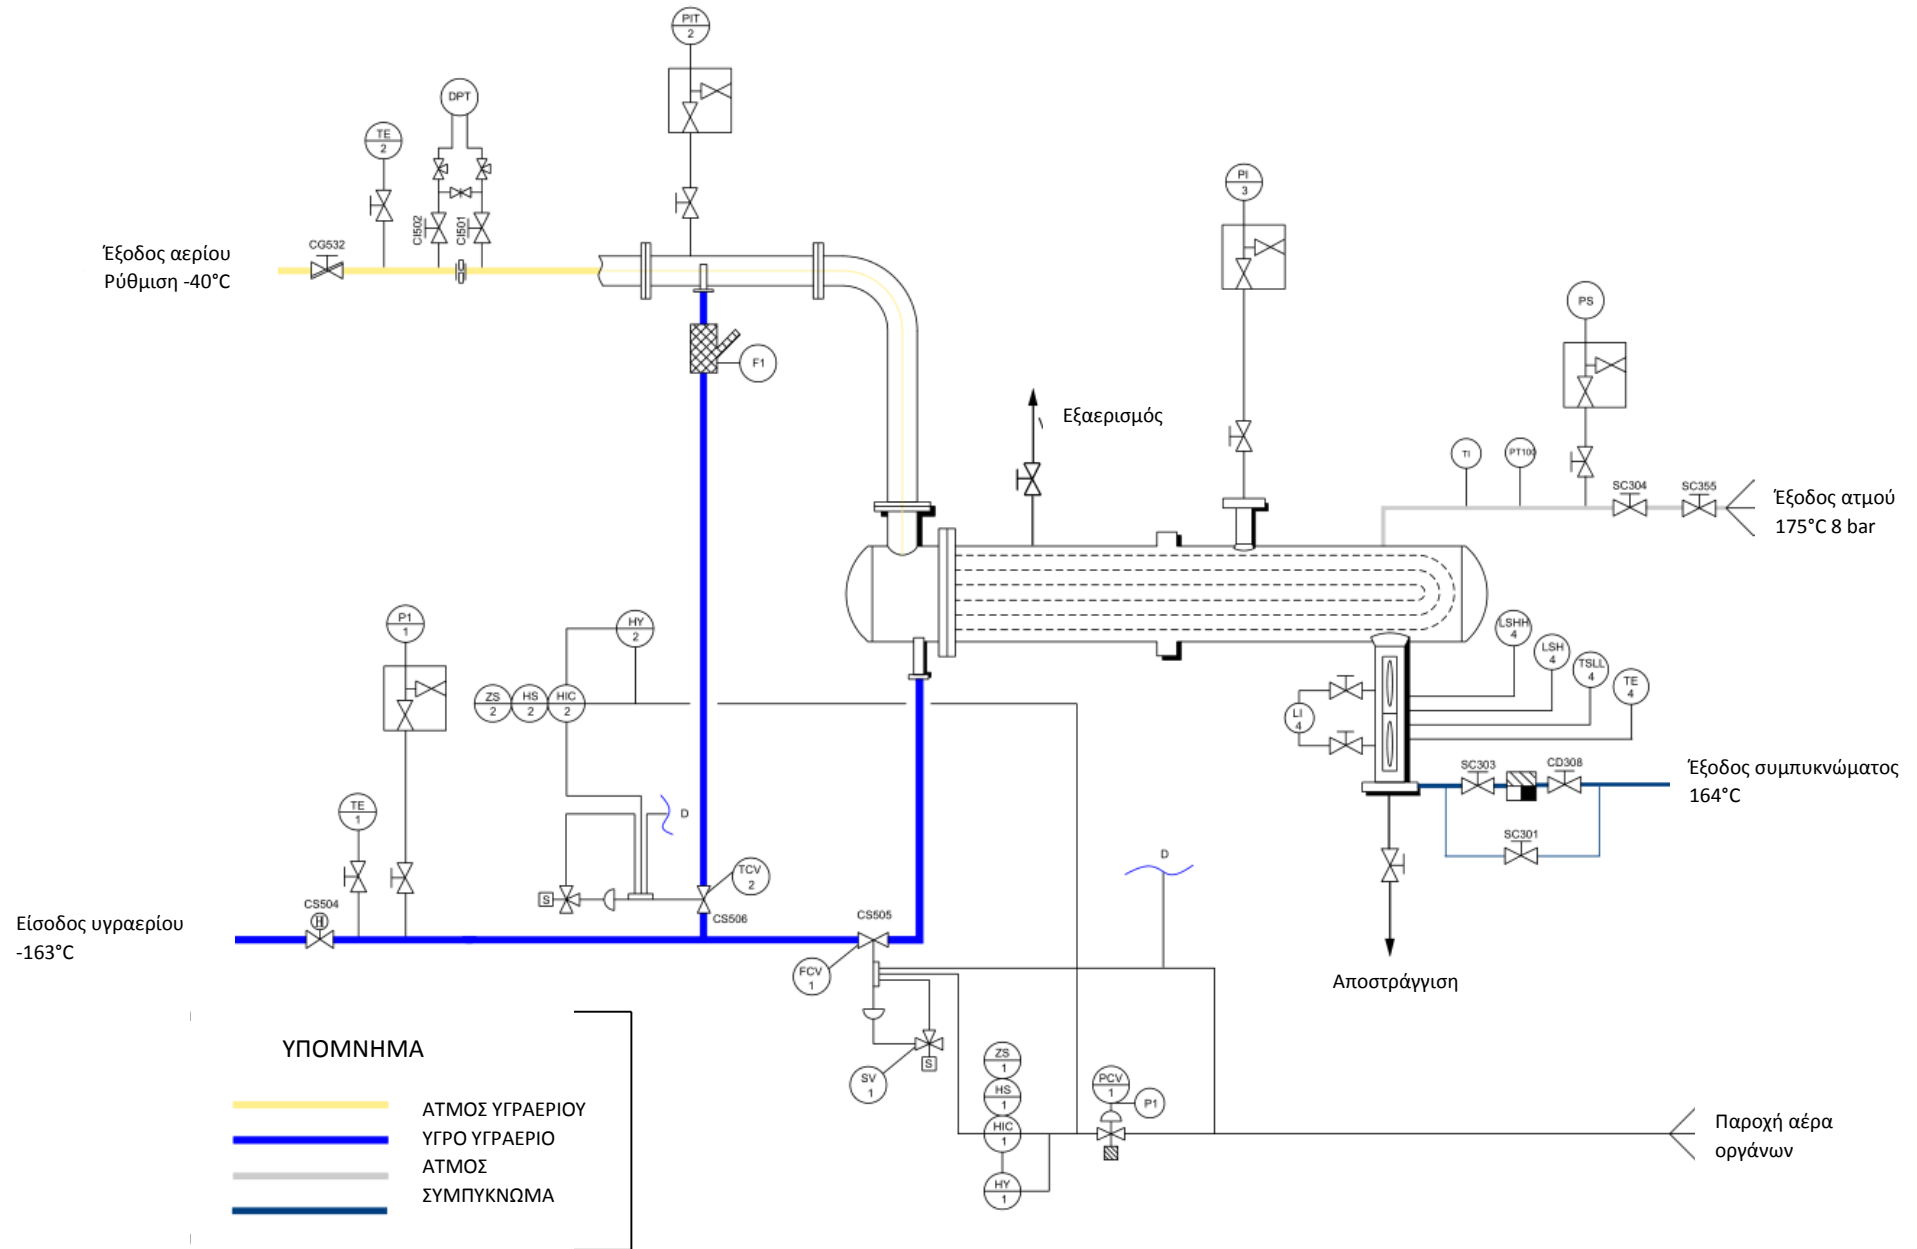 PIT
2
DPT
TE
2
PI
3
CI502
CI501
CG532
Έξοδος αερίου
Ρύθμιση -40°C
PS
F1
Εξαερισμός
TI
PT100
SC304
SC355
Έξοδος ατμού
175°C 8 bar
P1
1
HY
2
LSHH
4
LSH
4
TSLL
4
TE
4
ZS
2
HS
2
HIC
2
LI
4
SC303
CD308
Έξοδος συμπυκνώματος
164°C
TE
1
D
SC301
D
TCV
2
S
CS504
CS506
CS505
Είσοδος υγραερίου
-163°C
FCV
1
Αποστράγγιση
ΥΠΟΜΝΗΜΑ
ΑΤΜΟΣ ΥΓΡΑΕΡΙΟΥ
ΥΓΡΟ ΥΓΡΑΕΡΙΟ
ΑΤΜΟΣ
ΣΥΜΠΥΚΝΩΜΑ
S
SV
1
ZS
1
HS
1
HIC
1
HY
1
PCV
1
P1
Παροχή αέρα
οργάνων